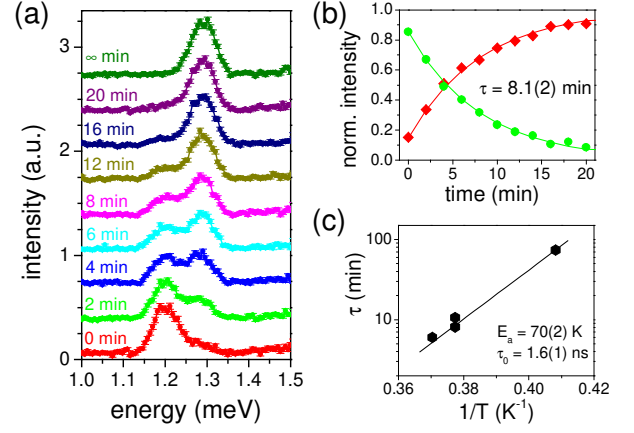 (a)
3
2
1
0
intensity (a.u.)
∞ min
20 min
16 min
12 min
8 min
6 min
4 min
2 min
0 min
1.0 1.1 1.2 1.3 1.4 1.5
energy (meV)
(b)
1.0
0.8
0.6
0.4
0.2
0.0
norm. intensity
τ = 8.1(2) min
0 5 10 15 20
time (min)
(c)
100
10
τ (min)
E_a = 70(2) K
τ_0 = 1.6(1) ns
0.36 0.38 0.40 0.42
1/T (K⁻¹)